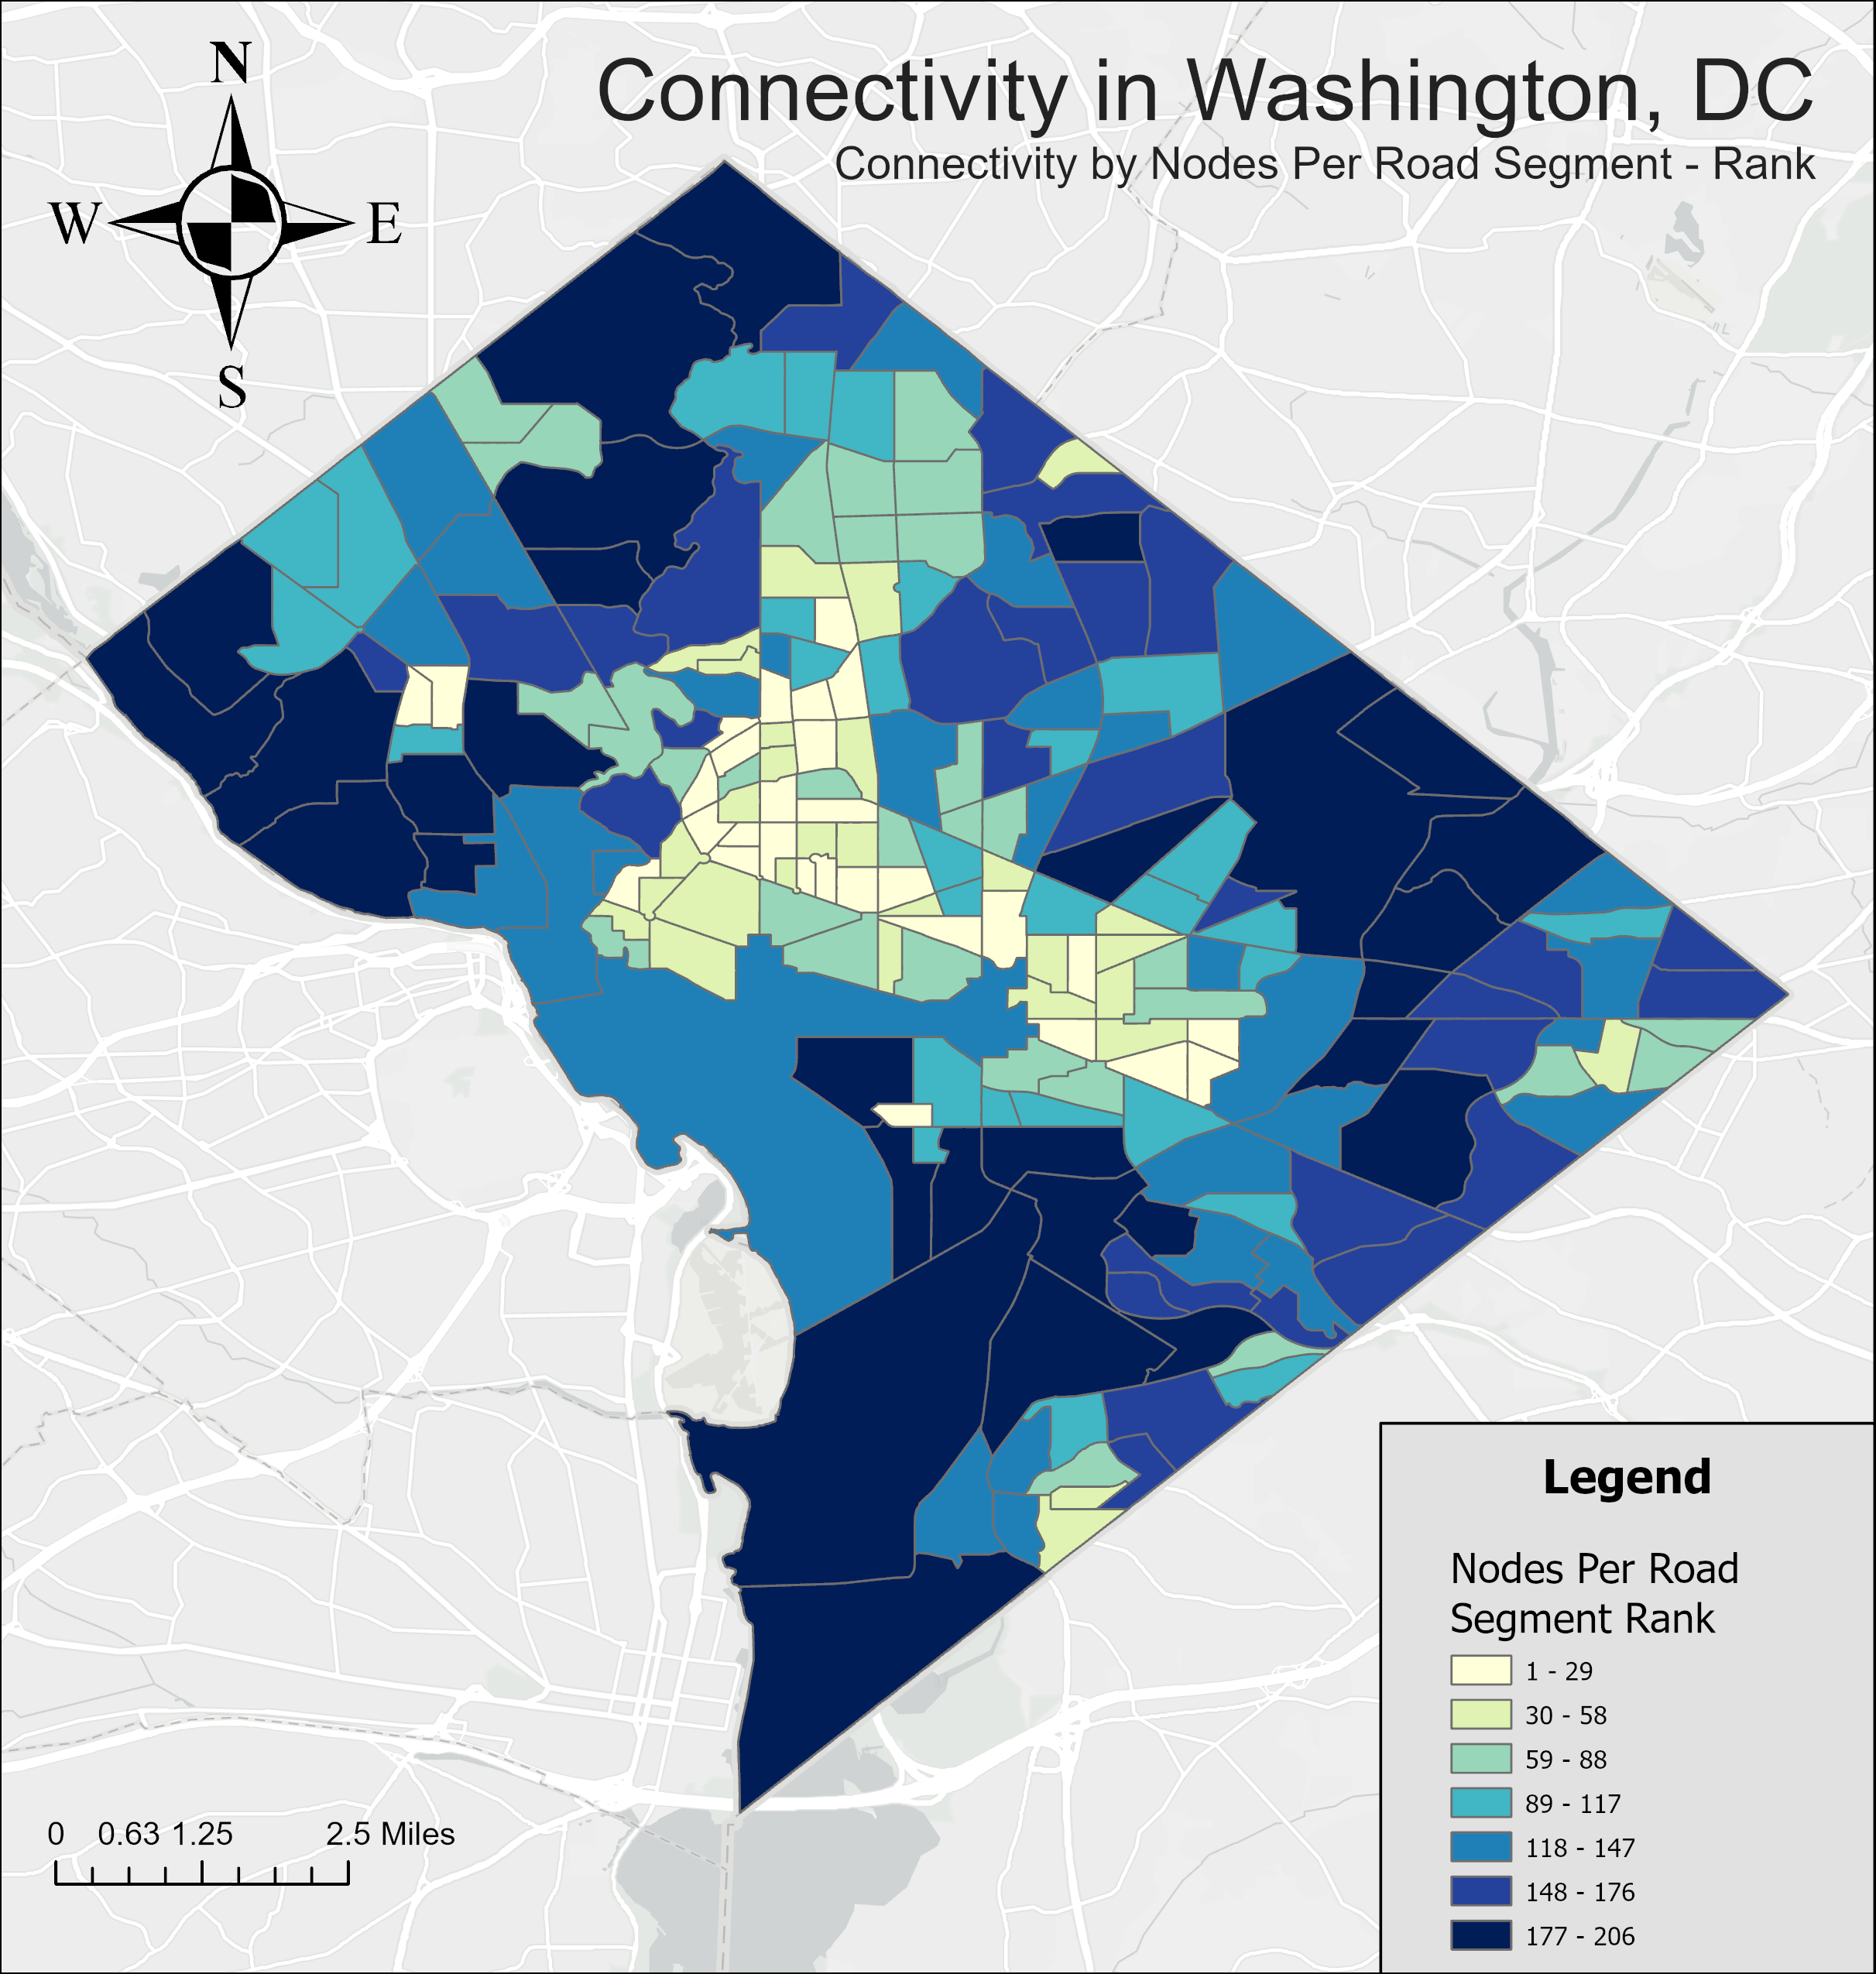 Connectivity in Washington, DC
Connectivity by Nodes Per Road Segment - Rank
N
W E
S
Legend
Nodes Per Road
Segment Rank
1 - 29
30 - 58
59 - 88
89 - 117
118 - 147
148 - 176
177 - 206
0 0.63 1.25 2.5 Miles